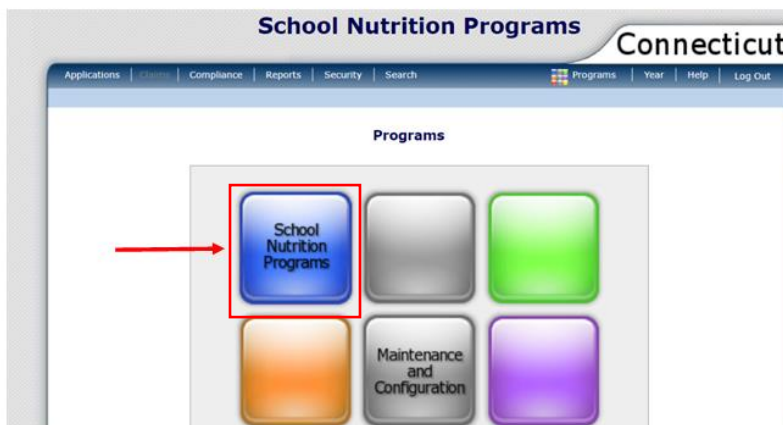 School Nutrition Programs
Connecticut
Applications | Claims | Compliance | Reports | Security | Search
Programs | Year | Help | Log Out
Programs
School
Nutrition
Programs
Maintenance
and
Configuration